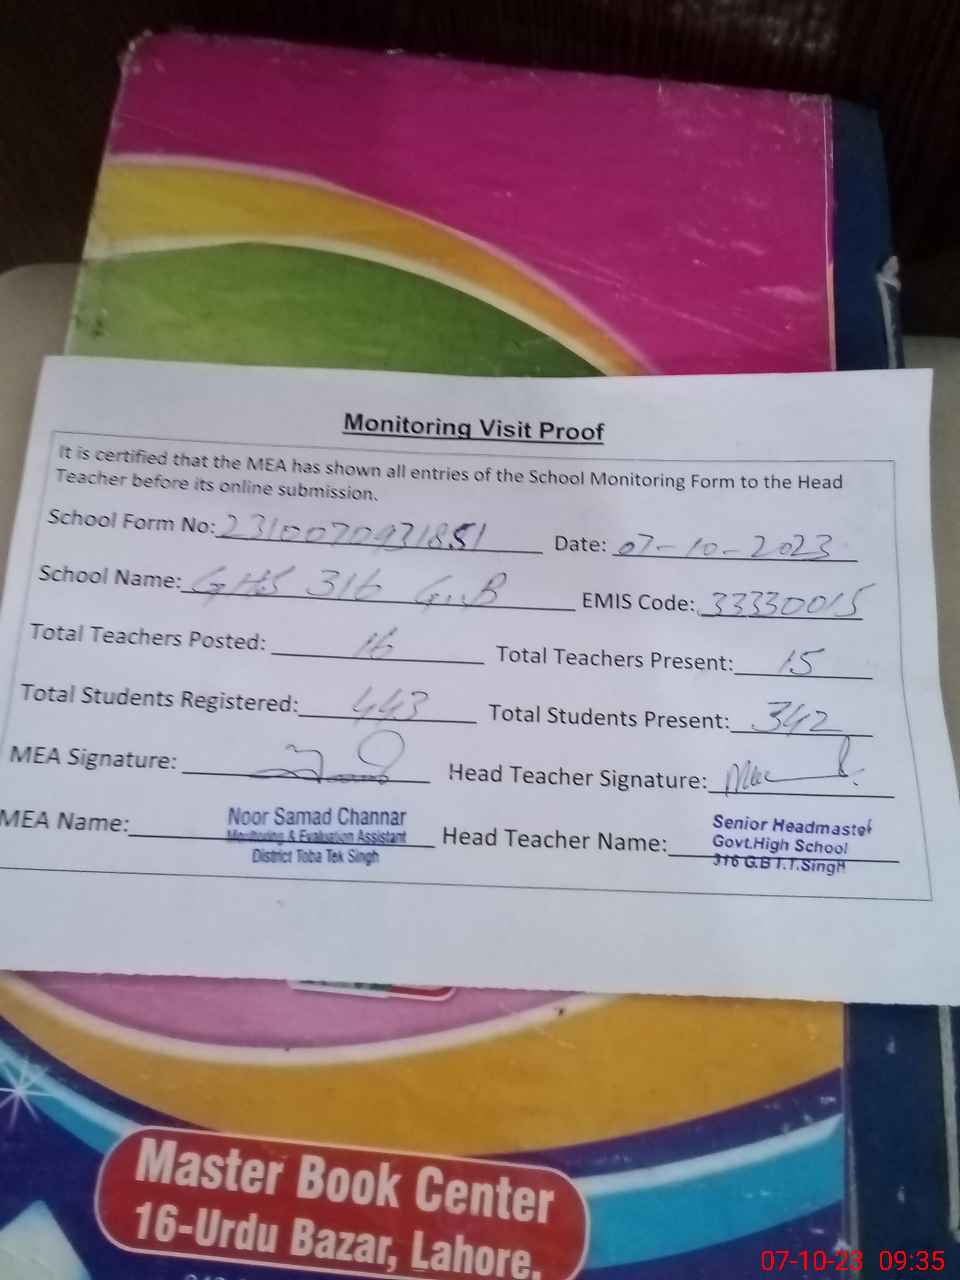 Monitoring Visit Proof
It is certified that the MEA has shown all entries of the School Monitoring Form to the Head
Teacher before its online submission.
School Form No: 2310070931851 Date: 07-10-2023
School Name: GHS 316 G.B EMIS Code: 33330015
Total Teachers Posted: 16 Total Teachers Present: 15
Total Students Registered: 443 Total Students Present: 342
MEA Signature: Head Teacher Signature:
MEA Name: Noor Samad Channar
Monitoring & Evaluation Assistant
District Toba Tek Singh
Head Teacher Name: Senior Headmaster
Govt.High School
316 G.B T.T.Singh
Master Book Center
16-Urdu Bazar, Lahore.
07-10-23 09:35